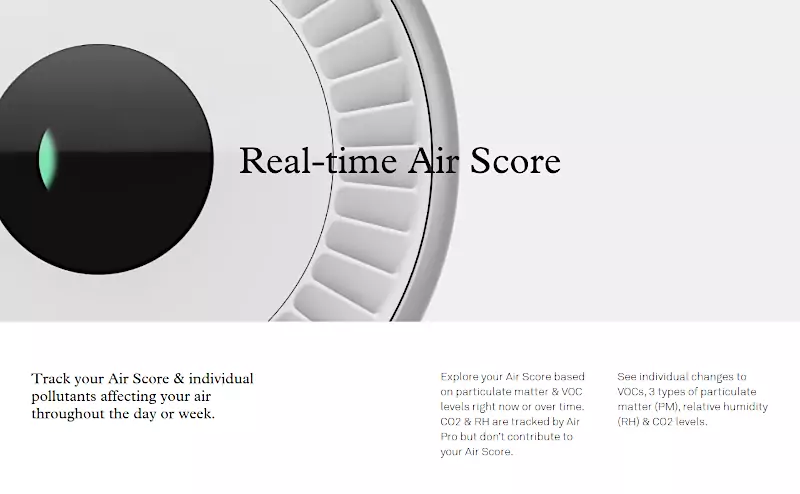 Real-time Air Score
Track your Air Score & individual
pollutants affecting your air
throughout the day or week.
Explore your Air Score based
on particulate matter & VOC
levels right now or over time.
CO2 & RH are tracked by Air
Pro but don't contribute to
your Air Score.
See individual changes to
VOCs, 3 types of particulate
matter (PM), relative humidity
(RH) & CO2 levels.